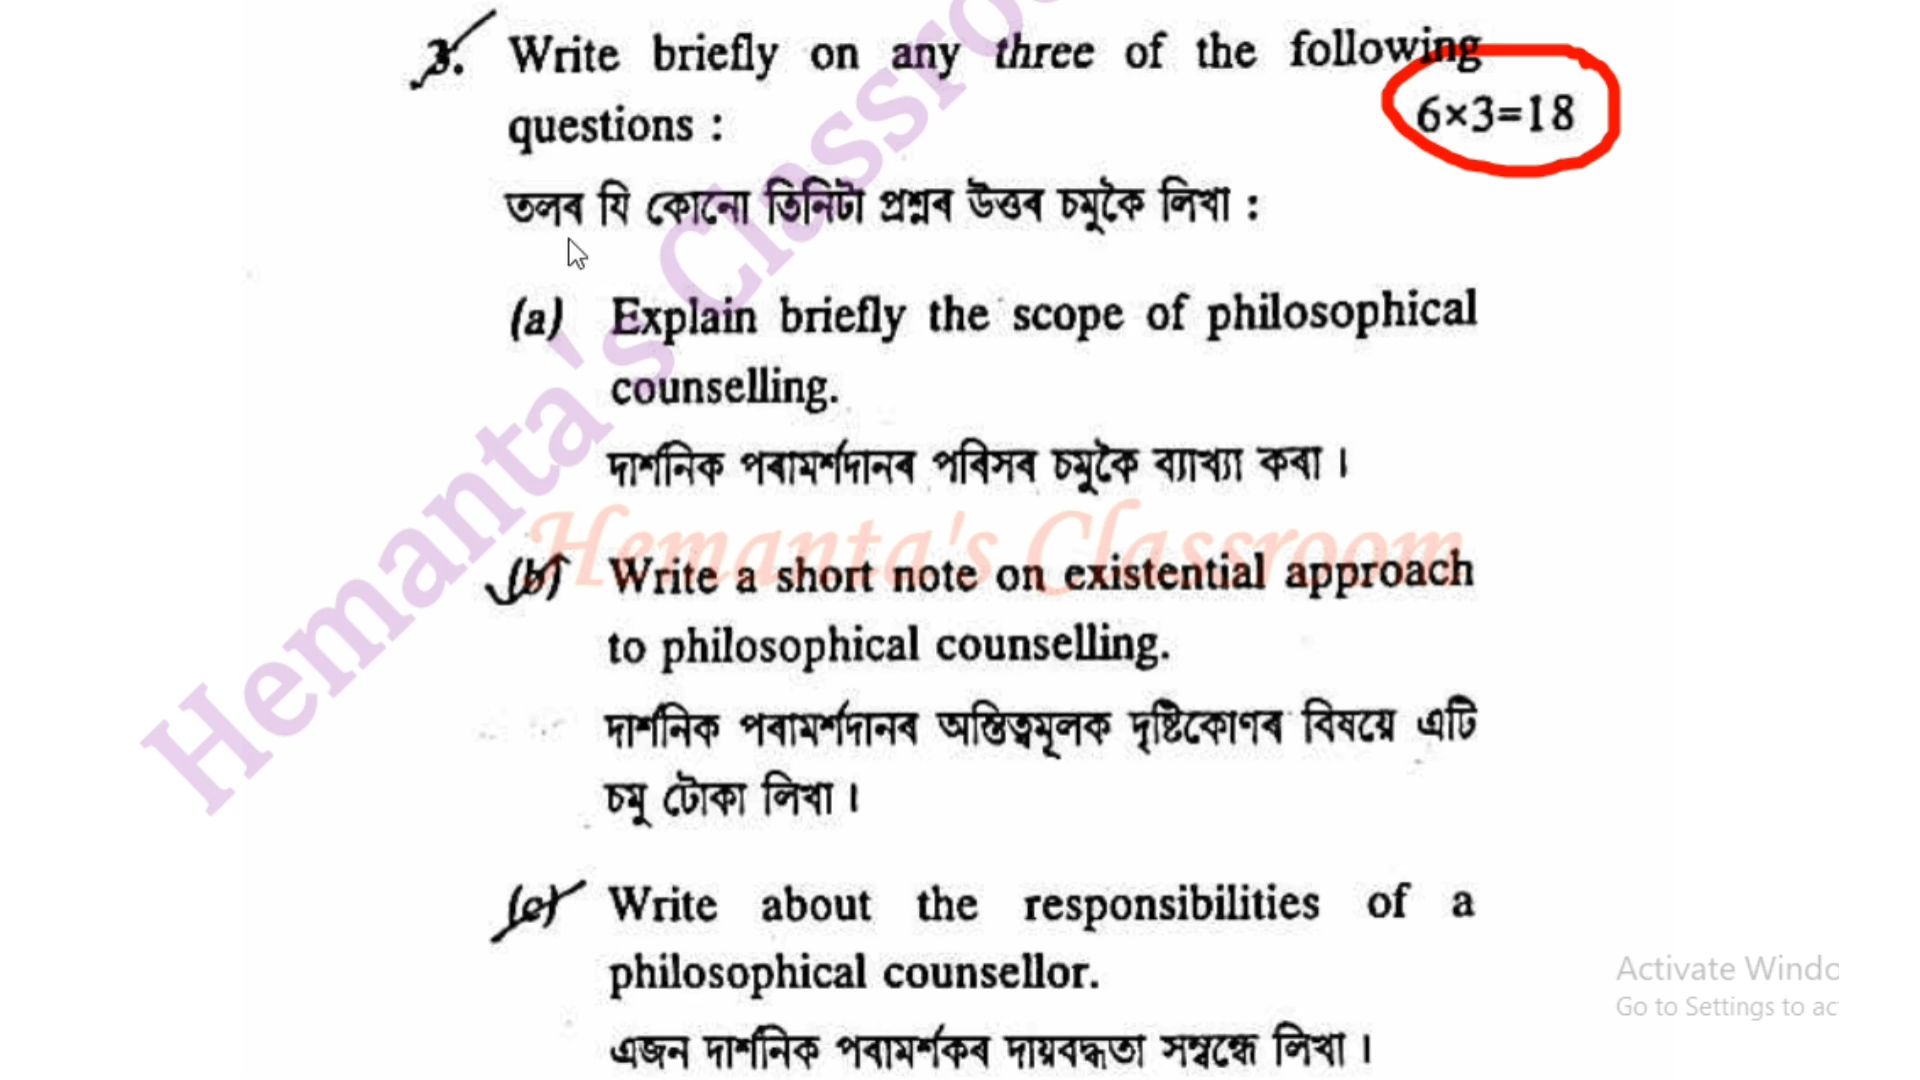 3. Write briefly on any three of the following
questions :
6×3=18
তলৰ যি কোনো তিনিটা প্ৰশ্নৰ উত্তৰ চমুকৈ লিখা :
(a) Explain briefly the scope of philosophical
counselling.
দাৰ্শনিক পৰামৰ্শদানৰ পৰিসৰ চমুকৈ ব্যাখ্যা কৰা ।
(b) Write a short note on existential approach
to philosophical counselling.
দাৰ্শনিক পৰামৰ্শদানৰ অস্তিত্বমূলক দৃষ্টিকোণৰ বিষয়ে এটি
চমু টোকা লিখা ।
(c) Write about the responsibilities of a
philosophical counsellor.
এজন দাৰ্শনিক পৰামৰ্শকৰ দায়বদ্ধতা সম্বন্ধে লিখা ।
Hemanta's Classroom
Hemanta's
Activate
Go to Settings to